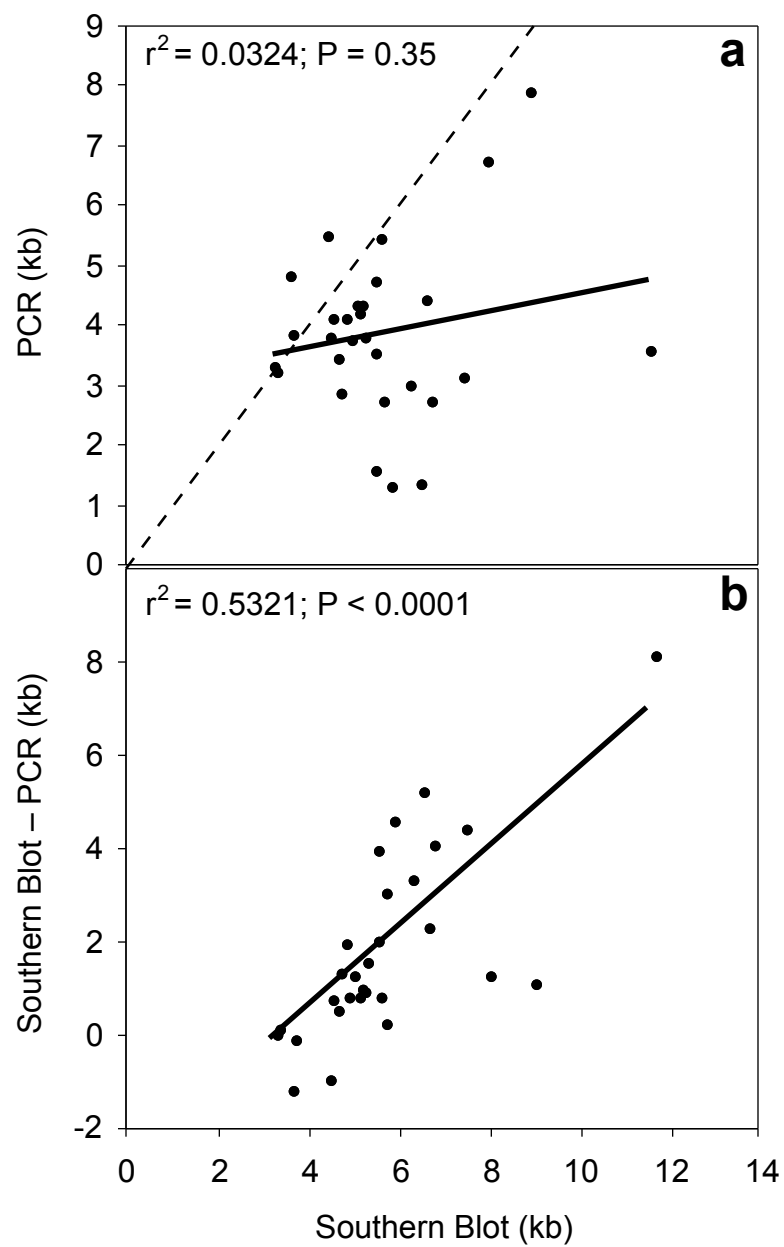 r² = 0.0324; P = 0.35
a
PCR (kb)
9
8
7
6
5
4
3
2
1
0
r² = 0.5321; P < 0.0001
b
Southern Blot – PCR (kb)
8
6
4
2
0
-2
0 2 4 6 8 10 12 14
Southern Blot (kb)